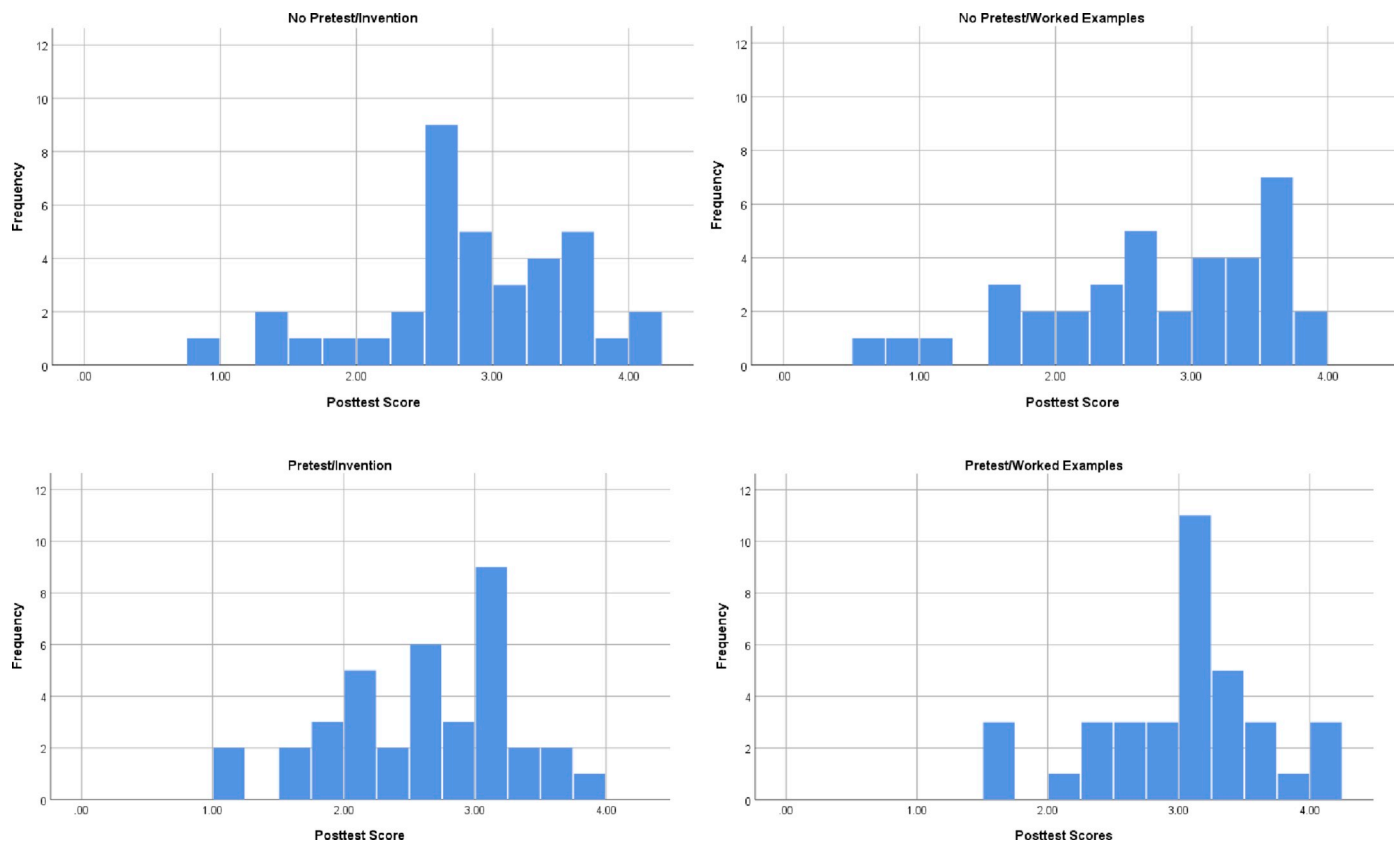 No Pretest/Invention
12
10
8
6
4
2
0
Frequency
.00 1.00 2.00 3.00 4.00
Posttest Score
No Pretest/Worked Examples
12
10
8
6
4
2
0
Frequency
.00 1.00 2.00 3.00 4.00
Posttest Score
Pretest/Invention
12
10
8
6
4
2
0
Frequency
.00 1.00 2.00 3.00 4.00
Posttest Score
Pretest/Worked Examples
12
10
8
6
4
2
0
Frequency
.00 1.00 2.00 3.00 4.00
Posttest Scores